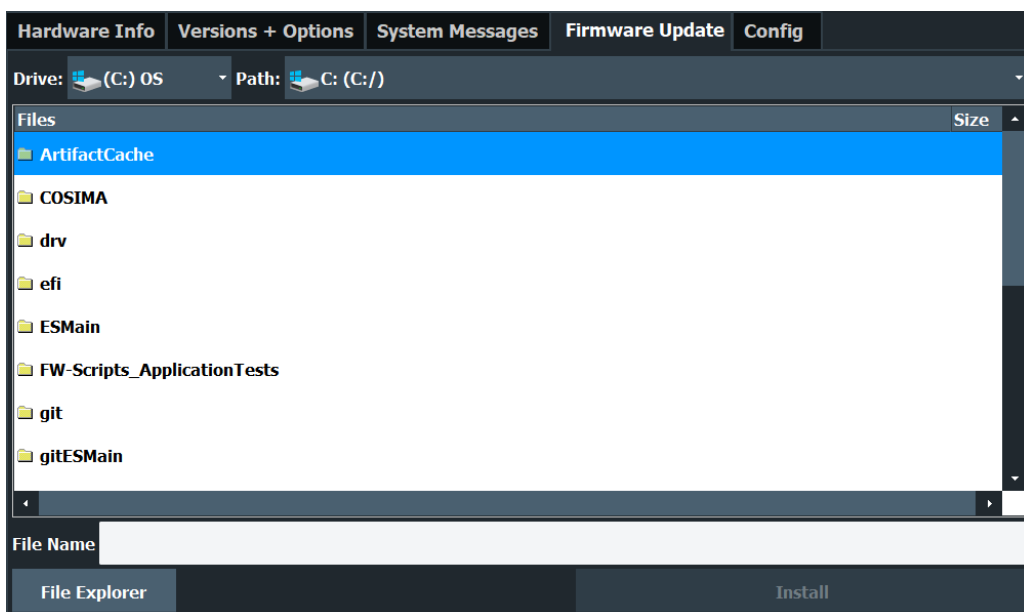 Hardware Info Versions + Options System Messages Firmware Update Config
Drive: (C:) OS Path: C: (C:/)
Files Size
ArtifactCache
COSIMA
drv
efi
ESMain
FW-Scripts_ApplicationTests
git
gitESMain
File Name
File Explorer Install